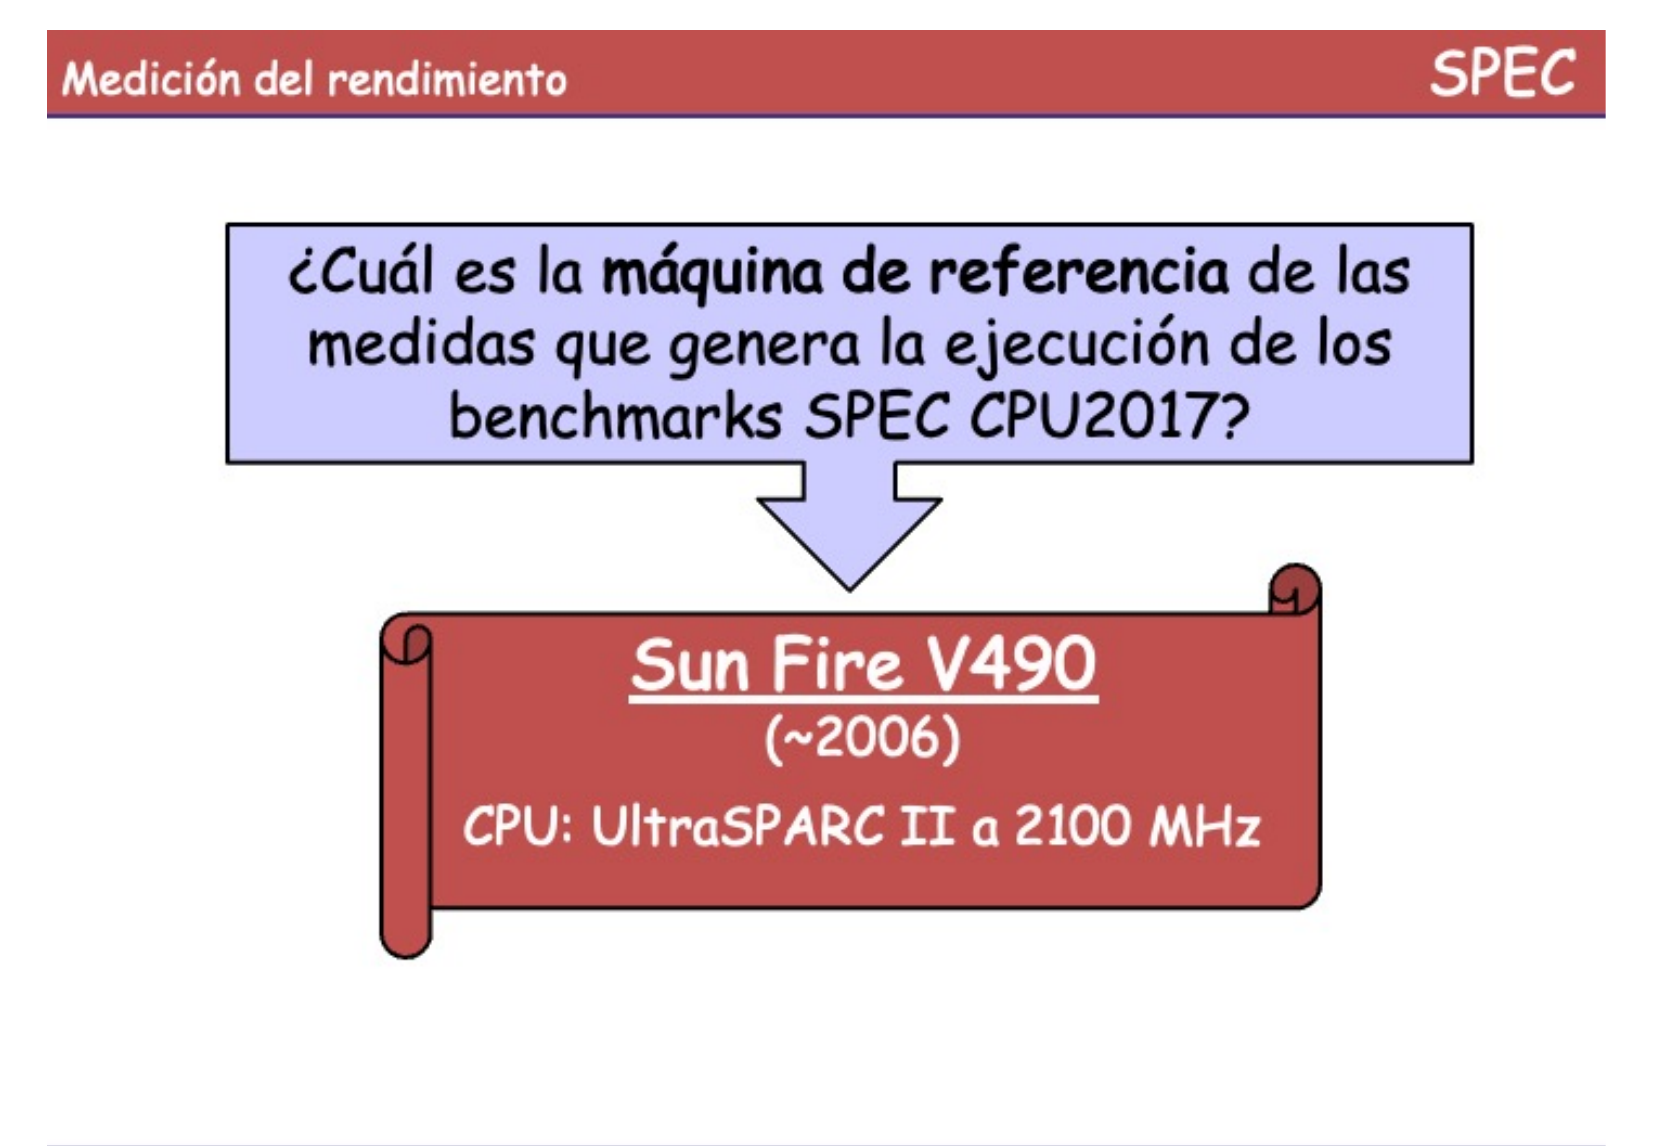 Medición del rendimiento
SPEC
¿Cuál es la máquina de referencia de las
medidas que genera la ejecución de los
benchmarks SPEC CPU2017?
Sun Fire V490
(~2006)
CPU: UltraSPARC II a 2100 MHz